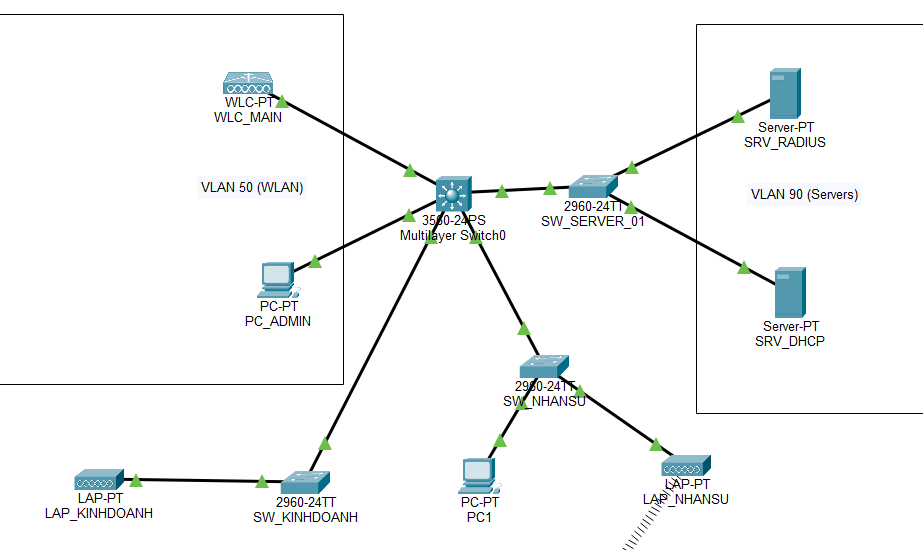 WLC-PT
WLC_MAIN
VLAN 50 (WLAN)
PC-PT
PC_ADMIN
3560-24PS
Multilayer Switch0
2960-24TT
SW_SERVER_01
Server-PT
SRV_RADIUS
VLAN 90 (Servers)
Server-PT
SRV_DHCP
2960-24TT
SW_NHANSU
LAP-PT
LAP_KINHDOANH
2960-24TT
SW_KINHDOANH
PC-PT
PC1
LAP-PT
LAP_NHANSU